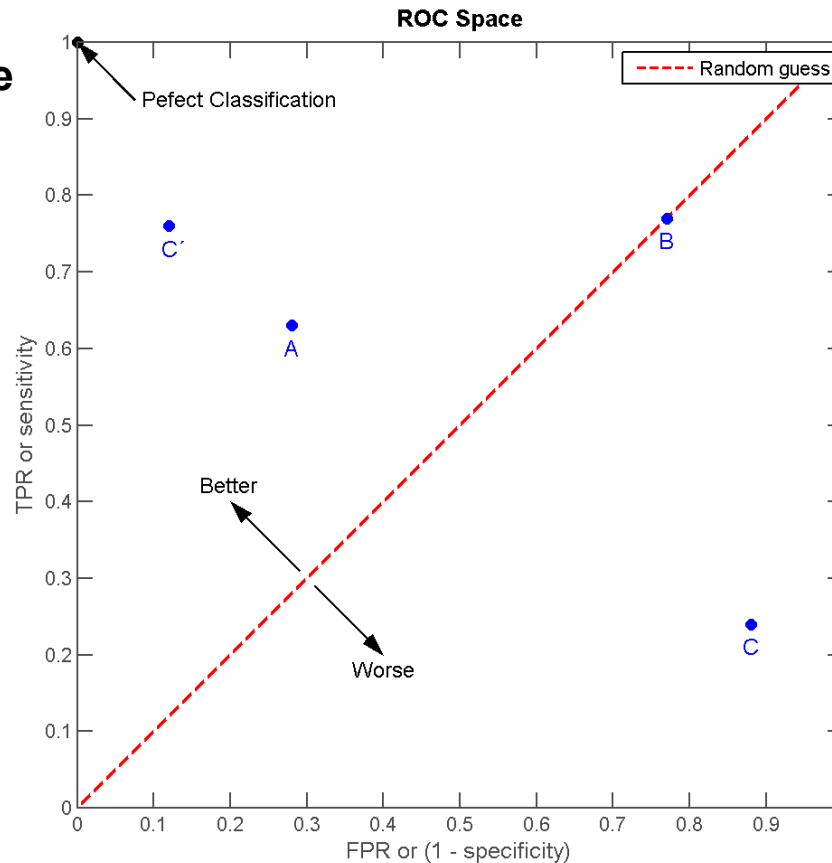 ROC Space
e
1
Random guess
Pefect Classification
0.9
0.8
C´
B
0.7
A
0.6
TPR or sensitivity
0.5
Better
0.4
0.3
C
0.2
Worse
0.1
0
0 0.1 0.2 0.3 0.4 0.5 0.6 0.7 0.8 0.9
FPR or (1 - specificity)